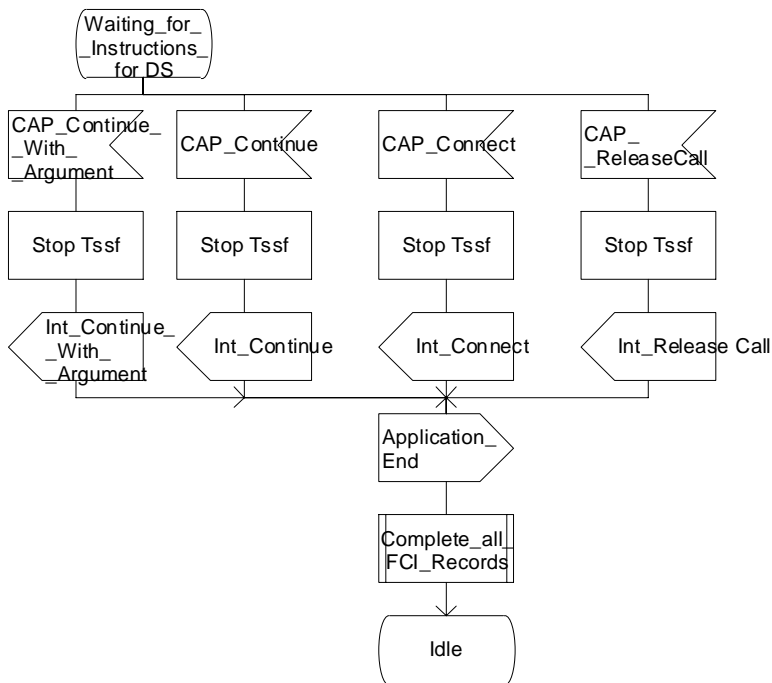 Waiting_for_
_Instructions_
for DS
CAP_Continue_
_With_
_Argument
CAP_Continue
CAP_Connect
CAP_
_ReleaseCall
Stop Tssf
Stop Tssf
Stop Tssf
Stop Tssf
Int_Continue_
_With_
_Argument
Int_Continue
Int_Connect
Int_Release Call
Application_
End
Complete_all_
FCI_Records
Idle